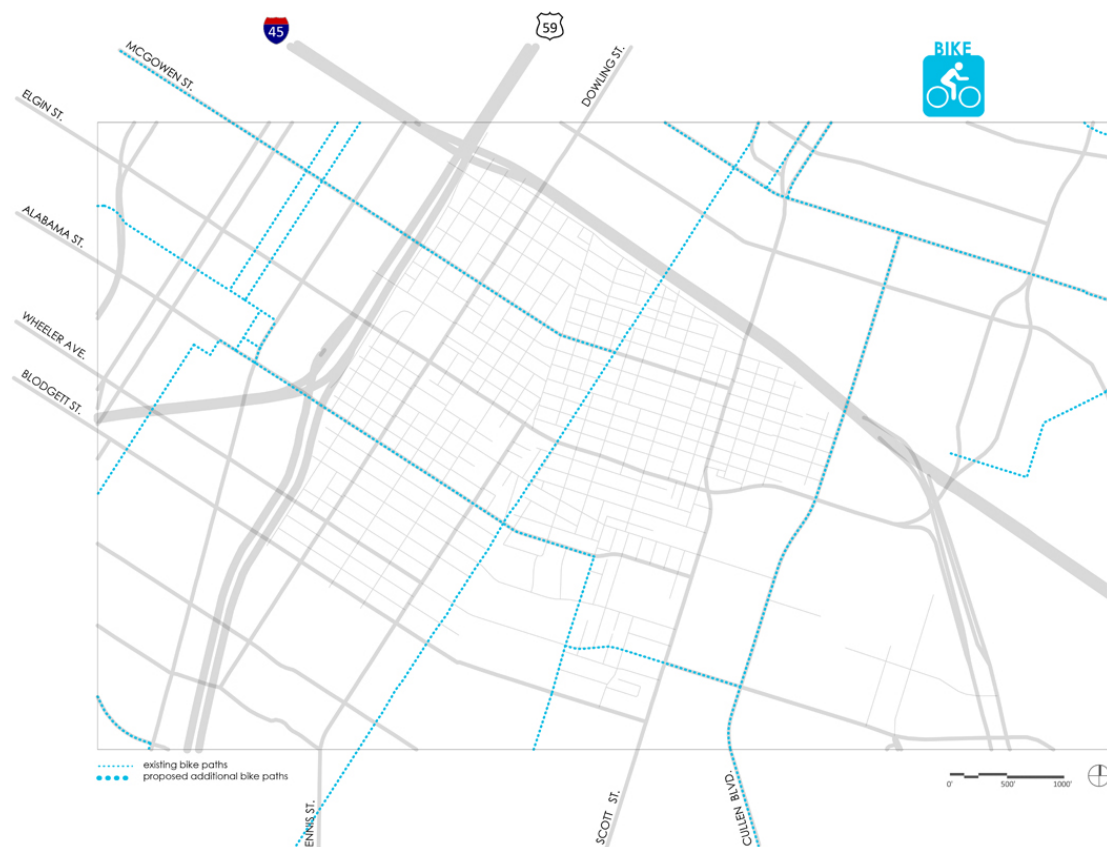 45
59
BIKE
MCGOWEN ST.
DOWLING ST.
ELGIN ST.
ALABAMA ST.
WHEELER AVE.
BLODGETT ST.
existing bike paths
proposed additional bike paths
0'
500'
1000'
ENNIS ST.
SCOTT ST.
CULLEN BLVD.